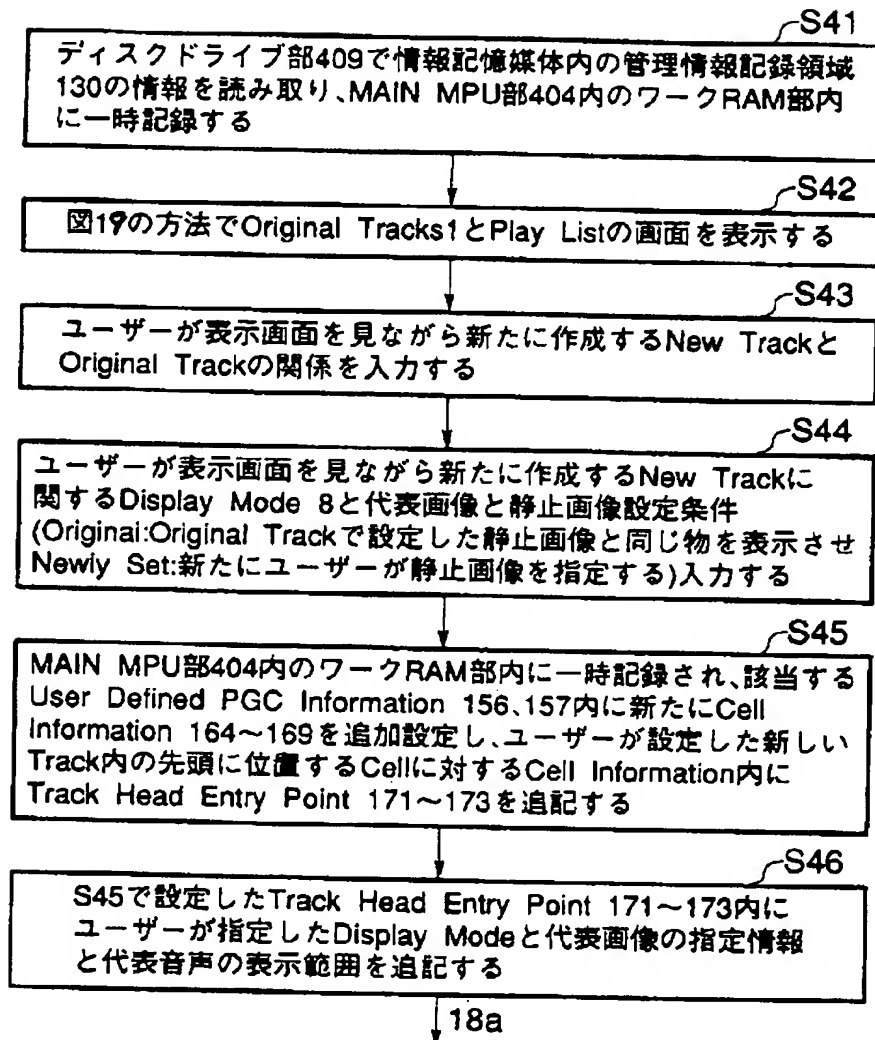 S41
ディスクドライブ部409で情報記憶媒体内の管理情報記録領域
130の情報を読み取り、MAIN MPU部404内のワークRAM部内
に一時記録する
S42
図19の方法でOriginal Tracks1とPlay Listの画面を表示する
S43
ユーザーが表示画面を見ながら新たに作成するNew Trackと
Original Trackの関係を入力する
S44
ユーザーが表示画面を見ながら新たに作成するNew Trackに
関するDisplay Mode 8と代表画像と静止画像設定条件
(Originai:Original Trackで設定した静止画像と同じ物を表示させ
Newly Set:新たにユーザーが静止画像を指定する)入力する
S45
MAIN MPU部404内のワークRAM部内に一時記録され、該当する
User Defined PGC Information 156、157内に新たにCell
Information 164～169を追加設定し、ユーザーが設定した新しい
Track内の先頭に位置するCellに対するCell Information内に
Track Head Entry Point 171～173を追記する
S46
S45で設定したTrack Head Entry Point 171～173内に
ユーザーが指定したDisplay Modeと代表画像の指定情報
と代表音声の表示範囲を追記する
18a